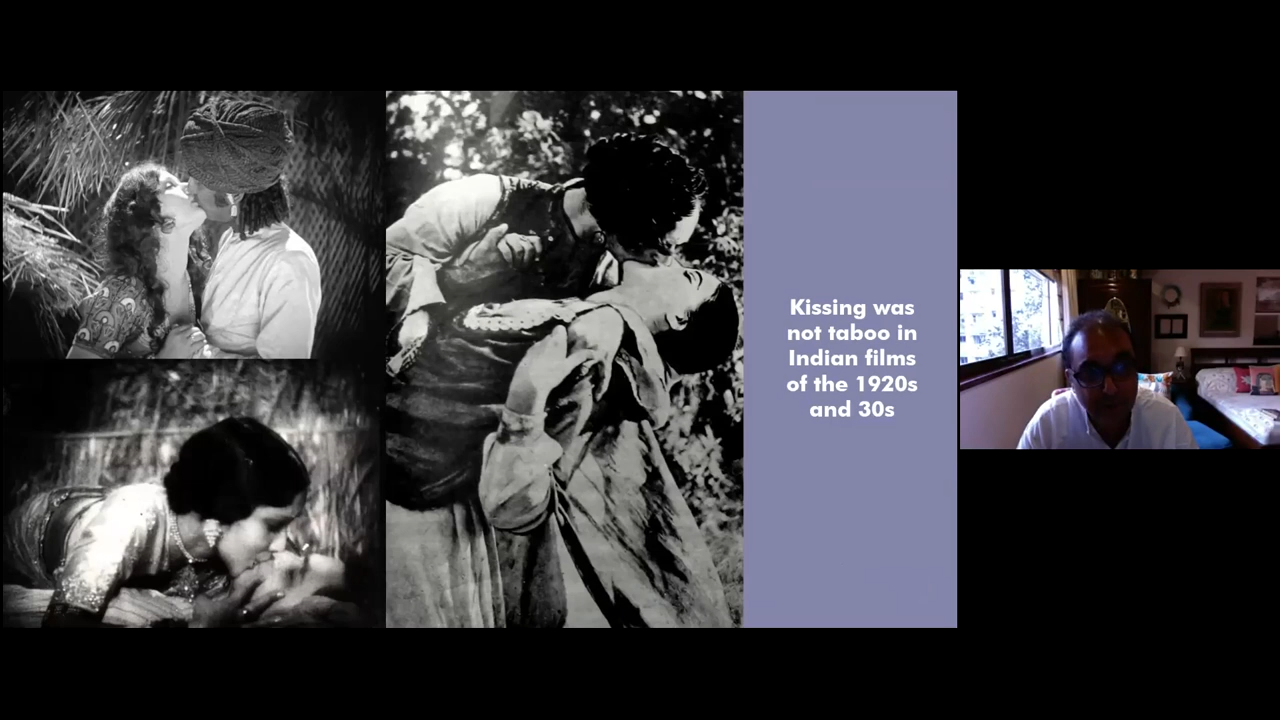 Kissing was
not taboo in
Indian films
of the 1920s
and 30s